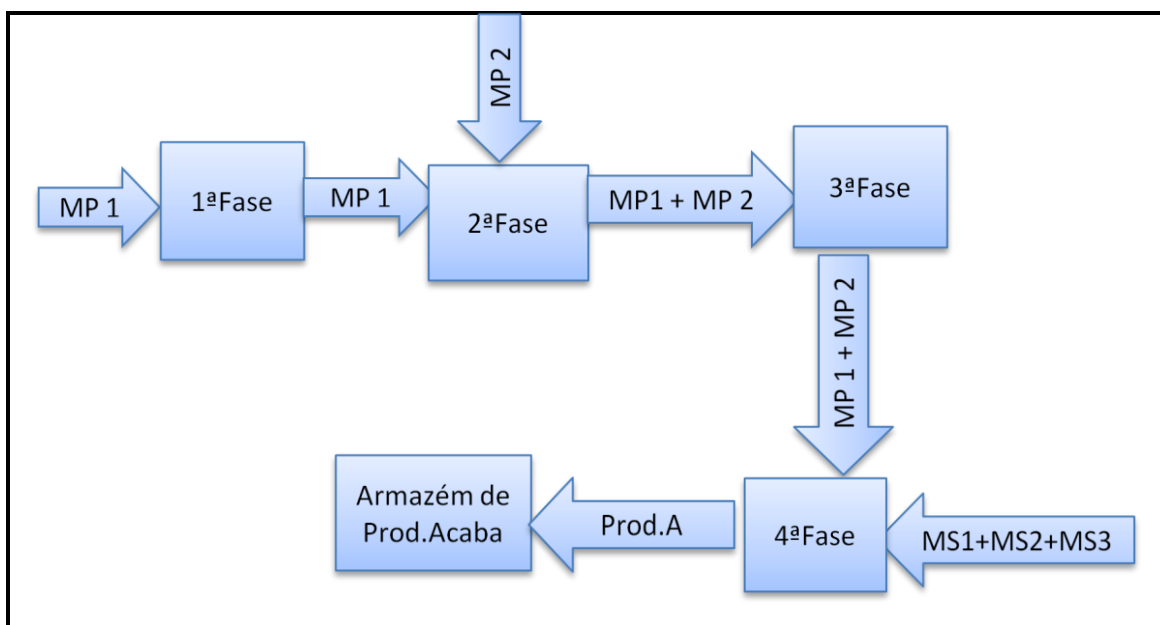 MP 2
MP 1
1ªFase
MP 1
2ªFase
MP1 + MP 2
3ªFase
MP 1 + MP 2
Armazém de
Prod.Acaba
Prod.A
4ªFase
MS1+MS2+MS3